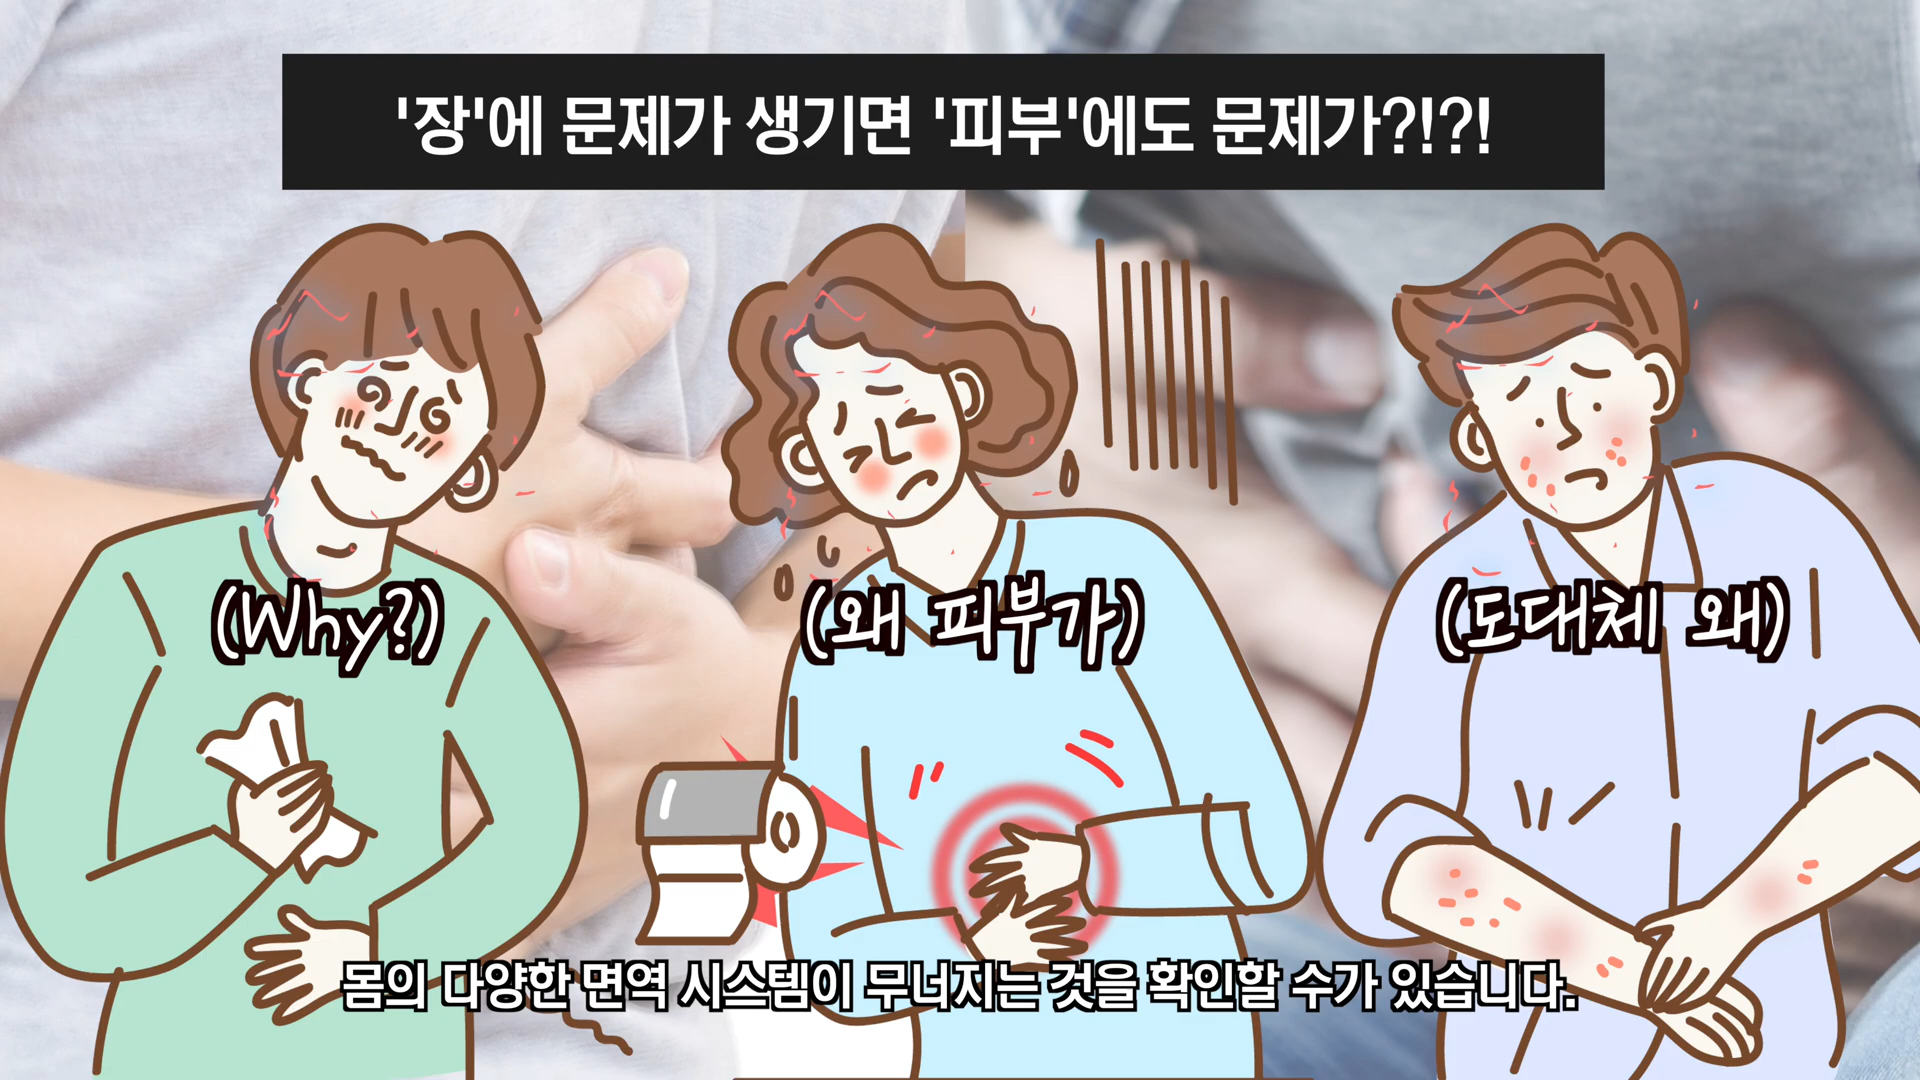 '장'에 문제가 생기면 '피부'에도 문제가?!?!
(Why?)
(왜 피부가)
(도대체 왜)
몸의 다양한 면역 시스템이 무너지는 것을 확인할 수가 있습니다.